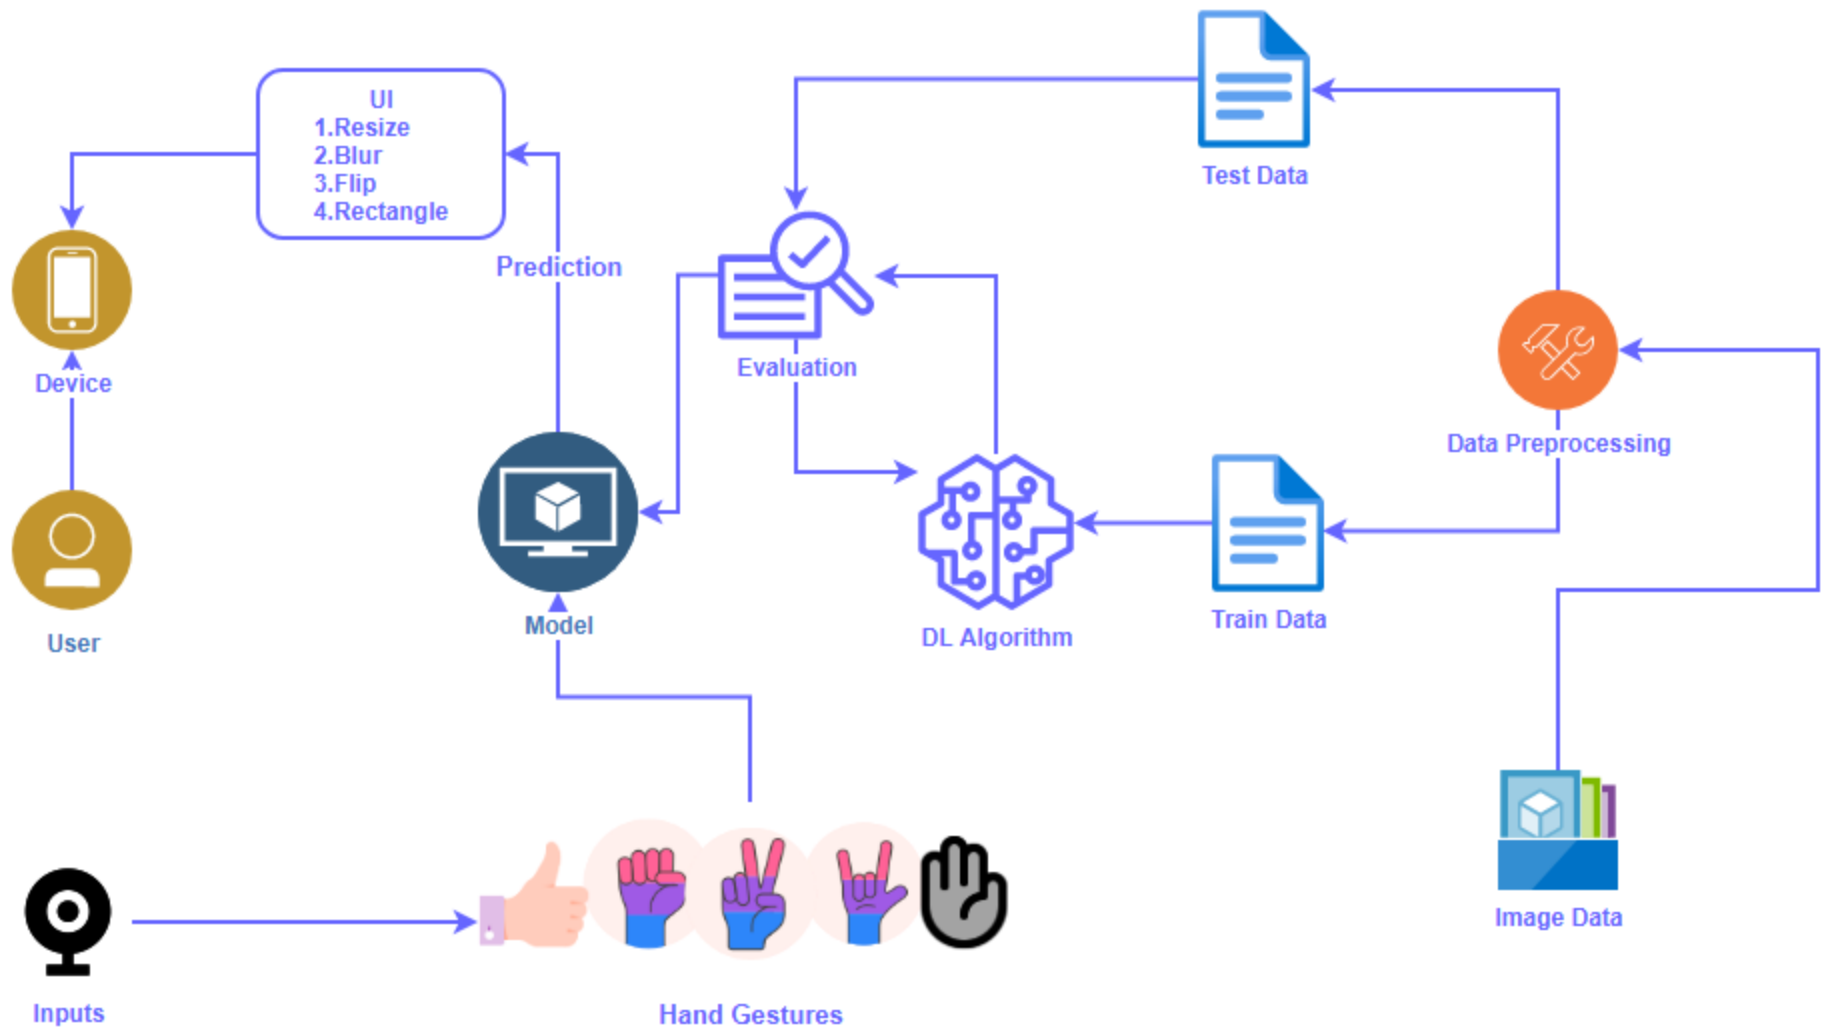 UI
1.Resize
2.Blur
3.Flip
4.Rectangle
Test Data
Prediction
Evaluation
Device
Data Preprocessing
User
Model
DL Algorithm
Train Data
Image Data
Inputs
Hand Gestures